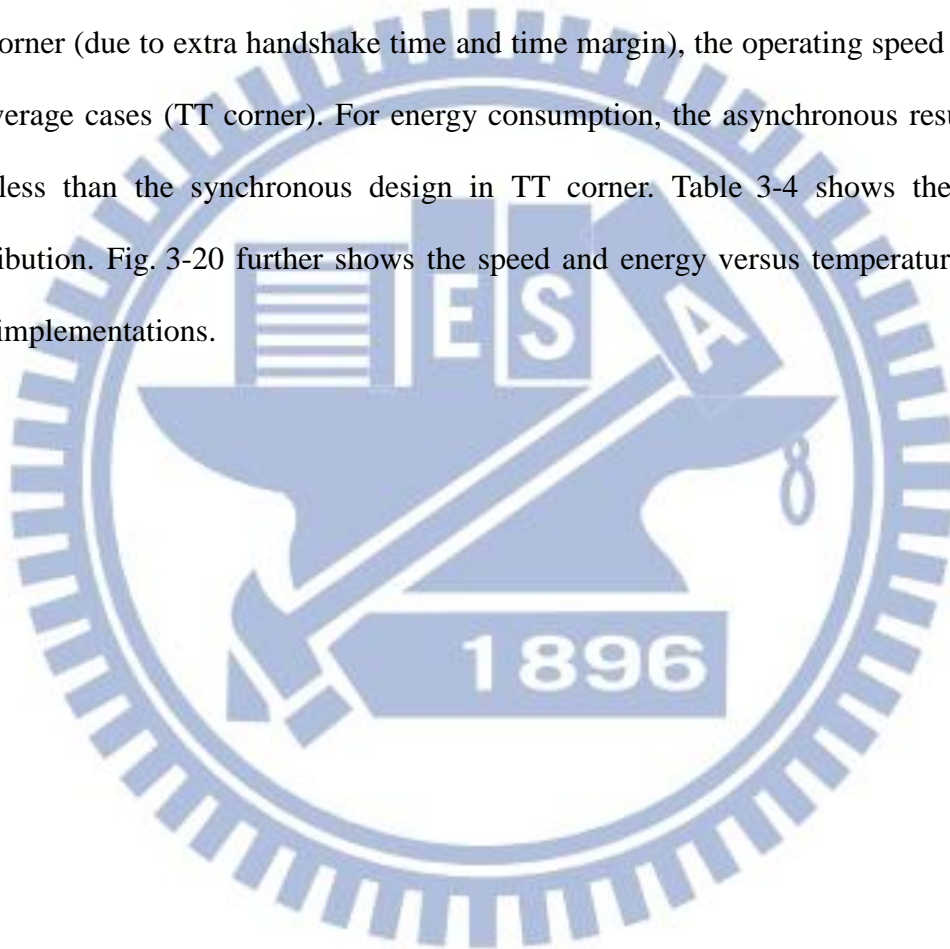 orner (due to extra handshake time and time margin), the operating speed
verage cases (TT corner). For energy consumption, the asynchronous resu
less than the synchronous design in TT corner. Table 3-4 shows the
ibution. Fig. 3-20 further shows the speed and energy versus temperatur
implementations.
E S A
1896